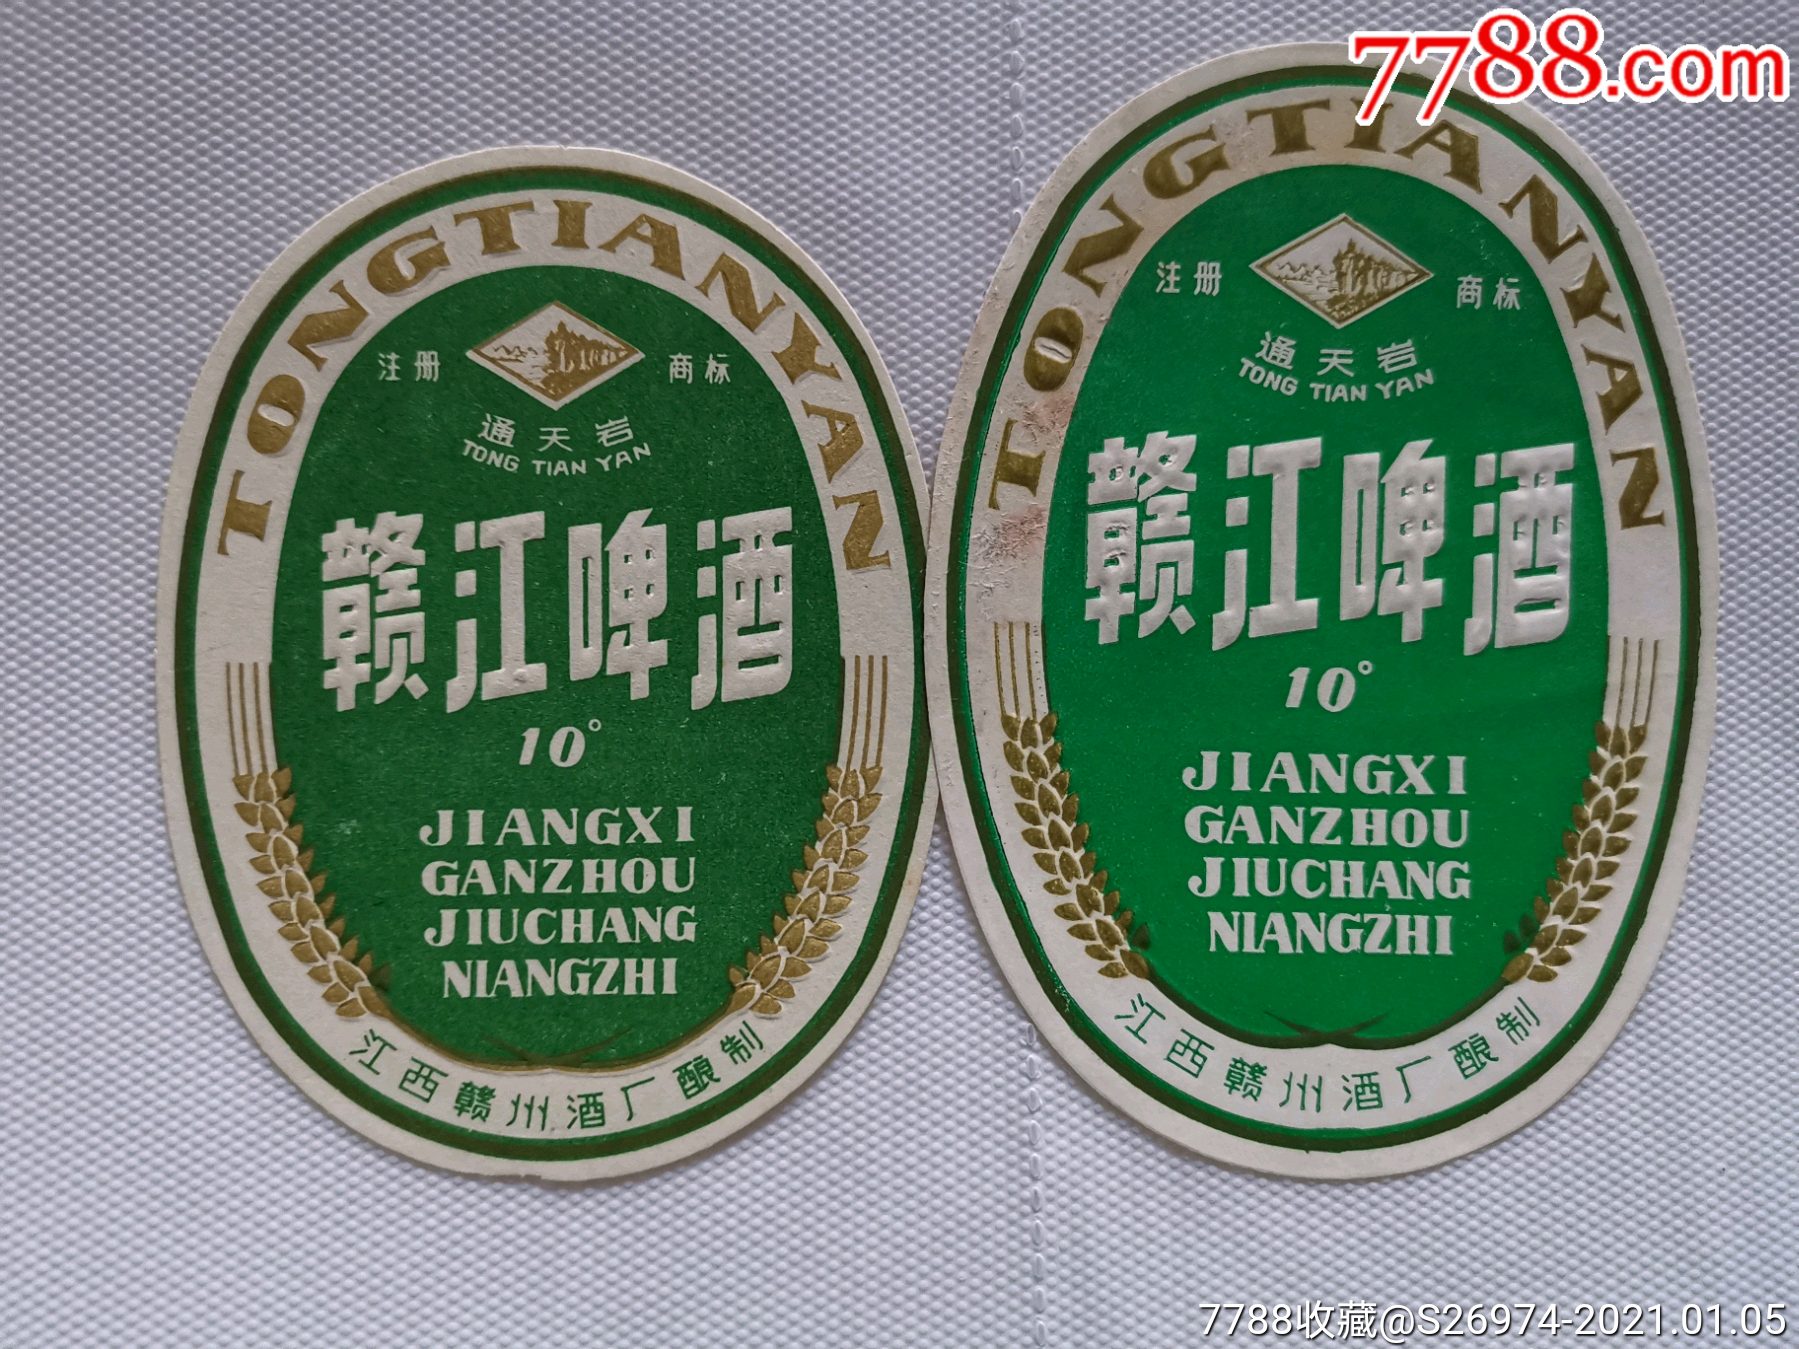 7788.com
TONGTIANYAN
注册 商标
通天岩
TONG TIAN YAN
赣江啤酒
10°
JIANGXI
GANZHOU
JIUCHANG
NIANGZHI
江西赣州酒厂酿制
TONGTIANYAN
注册 商标
通天岩
TONG TIAN YAN
赣江啤酒
10°
JIANGXI
GANZHOU
JIUCHANG
NIANGZHI
江西赣州酒厂酿制
7788收藏@S26974-2021.01.05